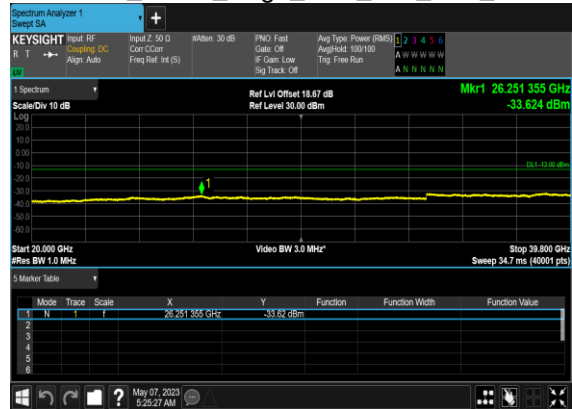 Spectrum Analyzer 1
Swept SA
+
KEYSIGHT
R T
Input: RF
Coupling: DC
Align: Auto
Input Z: 50 Ω
Corr CCorr
Freq Ref: Int (S)
#Atten: 30 dB
PNO: Fast
Gate: Off
IF Gain: Low
Sig Track: Off
Avg Type: Power (RMS)
Avg|Hold: 100/100
Trig: Free Run
1 2 3 4 5 6
A W W W W W
A N N N N N
1 Spectrum
Scale/Div 10 dB
Ref Lvl Offset 18.67 dB
Ref Level 30.00 dBm
Mkr1 26.251 355 GHz
-33.624 dBm
Log
20.0
10.0
0.00
-10.0
-20.0
-30.0
-40.0
-50.0
-60.0
DL1 -13.00 dBm
1
Start 20.000 GHz
#Res BW 1.0 MHz
Video BW 3.0 MHz*
Stop 39.800 GHz
Sweep 34.7 ms (40001 pts)
5 Marker Table
Mode Trace Scale X Y Function Function Width Function Value
1 N 1 f 26.251 355 GHz -33.62 dBm
2
3
4
5
6
?
May 07, 2023
5:25:27 AM